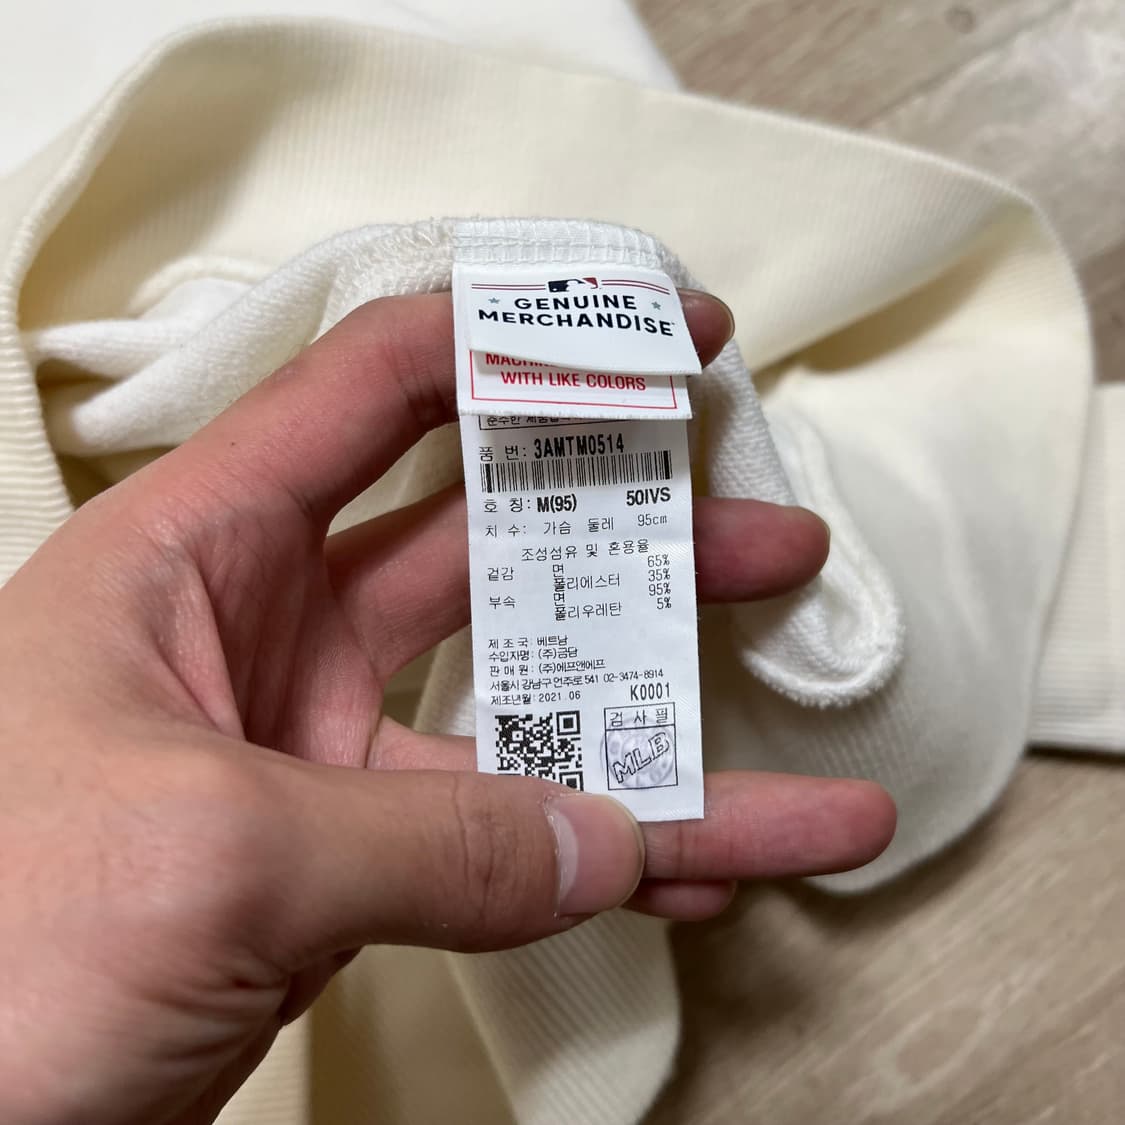 GENUINE
MERCHANDISE
WITH LIKE COLORS
품 번: 3AMTM0514
호 칭: M(95) 50IVS
치 수: 가슴 둘레 95cm
조성섬유 및 혼용율
겉감 면 65%
폴리에스터 35%
부속 면 95%
폴리우레탄 5%
제 조 국: 베트남
수입자명: (주)금담
판 매 원: (주)에프앤에프
서울시 강남구 언주로 541 02-3474-8914
제조년월: 2021. 06 K0001
검 사 필
MLB